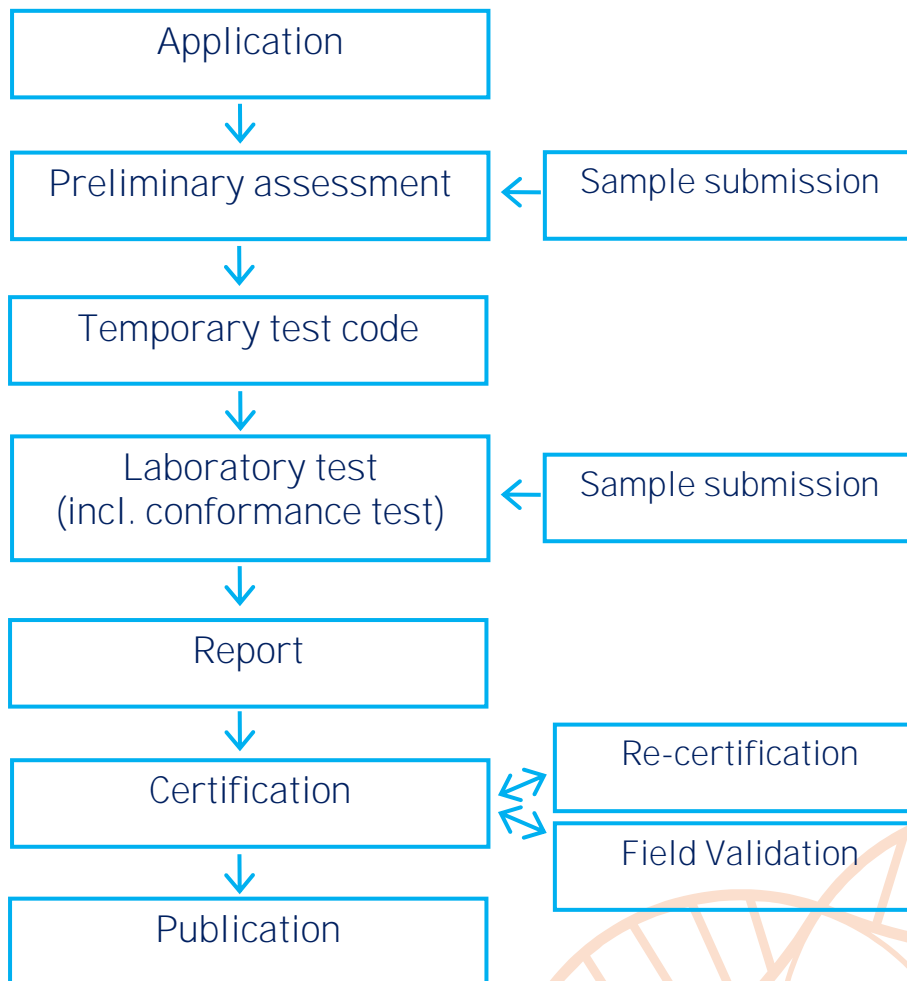 Application
Preliminary assessment
Sample submission
Temporary test code
Laboratory test
(incl. conformance test)
Sample submission
Report
Certification
Re-certification
Field Validation
Publication